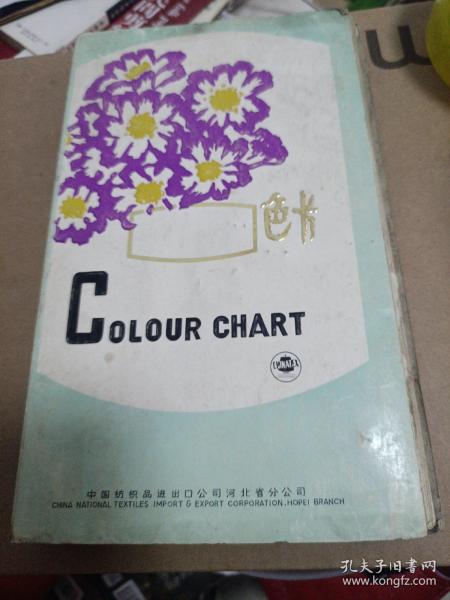 色卡
COLOUR CHART
CHINATEX
中国纺织品进出口公司河北省分公司
CHINA NATIONAL TEXTILES IMPORT & EXPORT CORPORATION, HOPEI BRANCH
孔夫子旧书网
www.kongfz.com